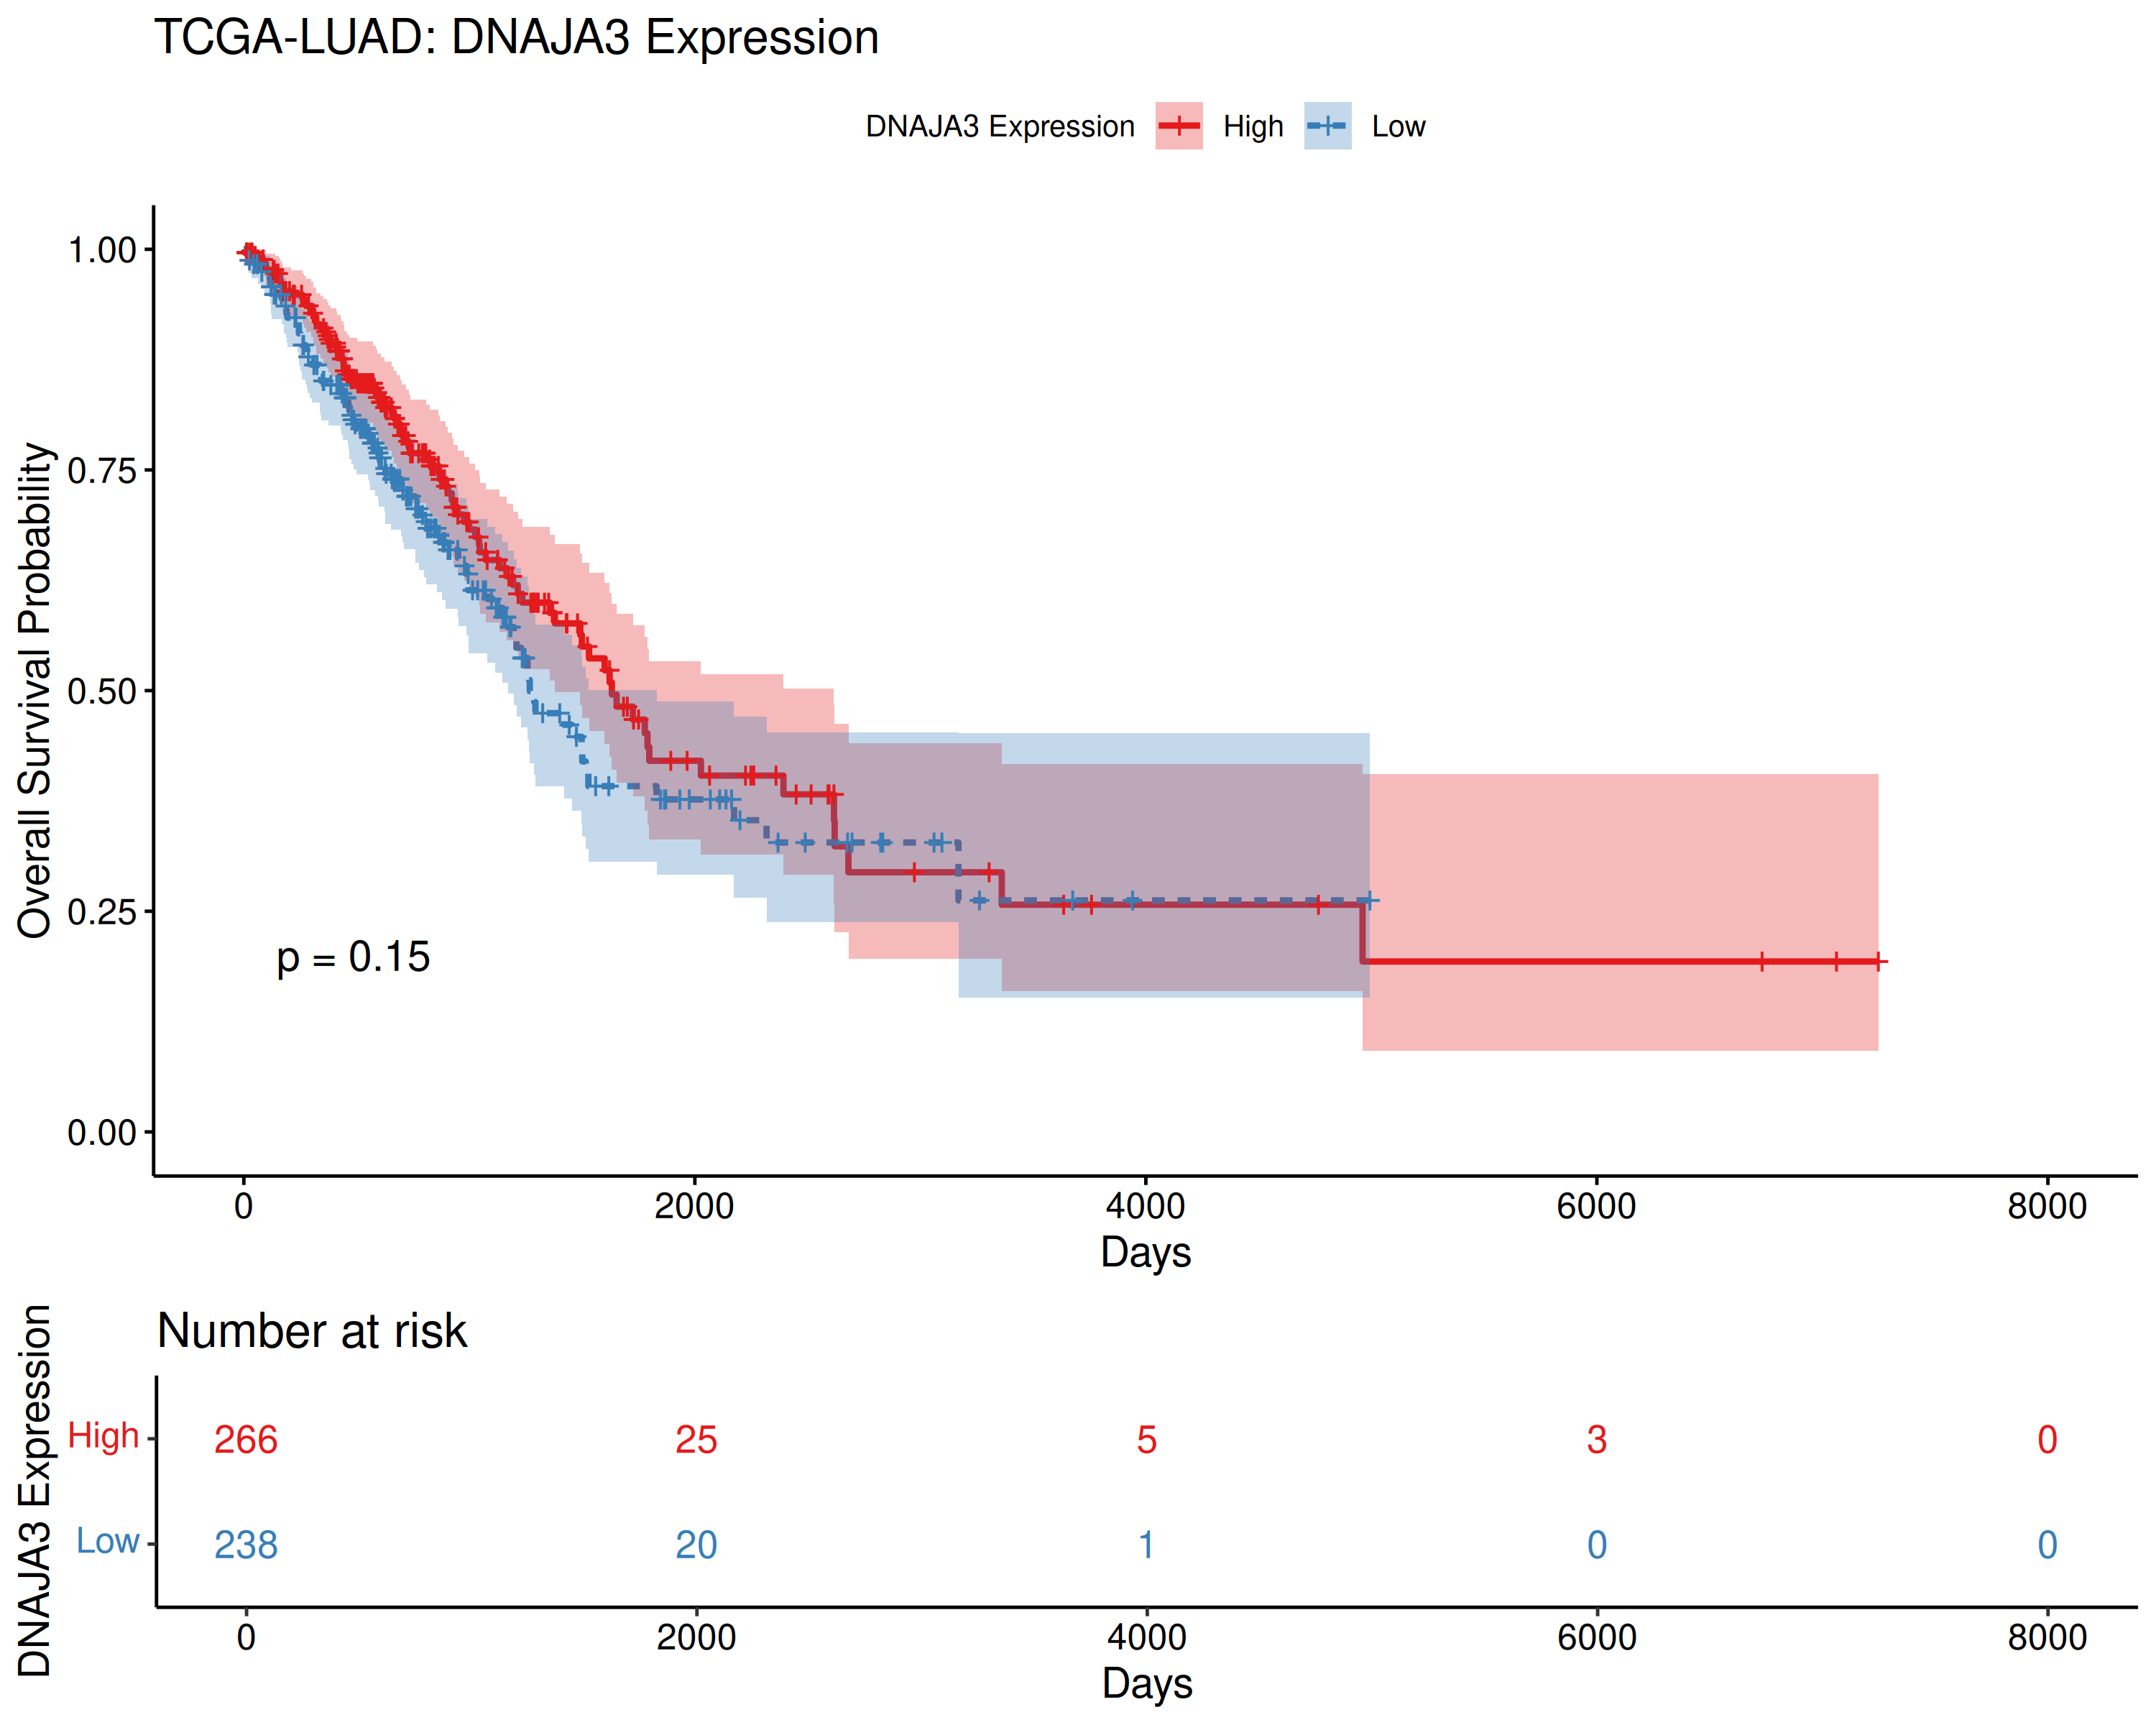 TCGA-LUAD: DNAJA3 Expression
DNAJA3 Expression High Low
Overall Survival Probability
1.00
0.75
0.50
0.25
0.00
p = 0.15
0 2000 4000 6000 8000
Days
Number at risk
DNAJA3 Expression
High 266 25 5 3 0
Low 238 20 1 0 0
0 2000 4000 6000 8000
Days